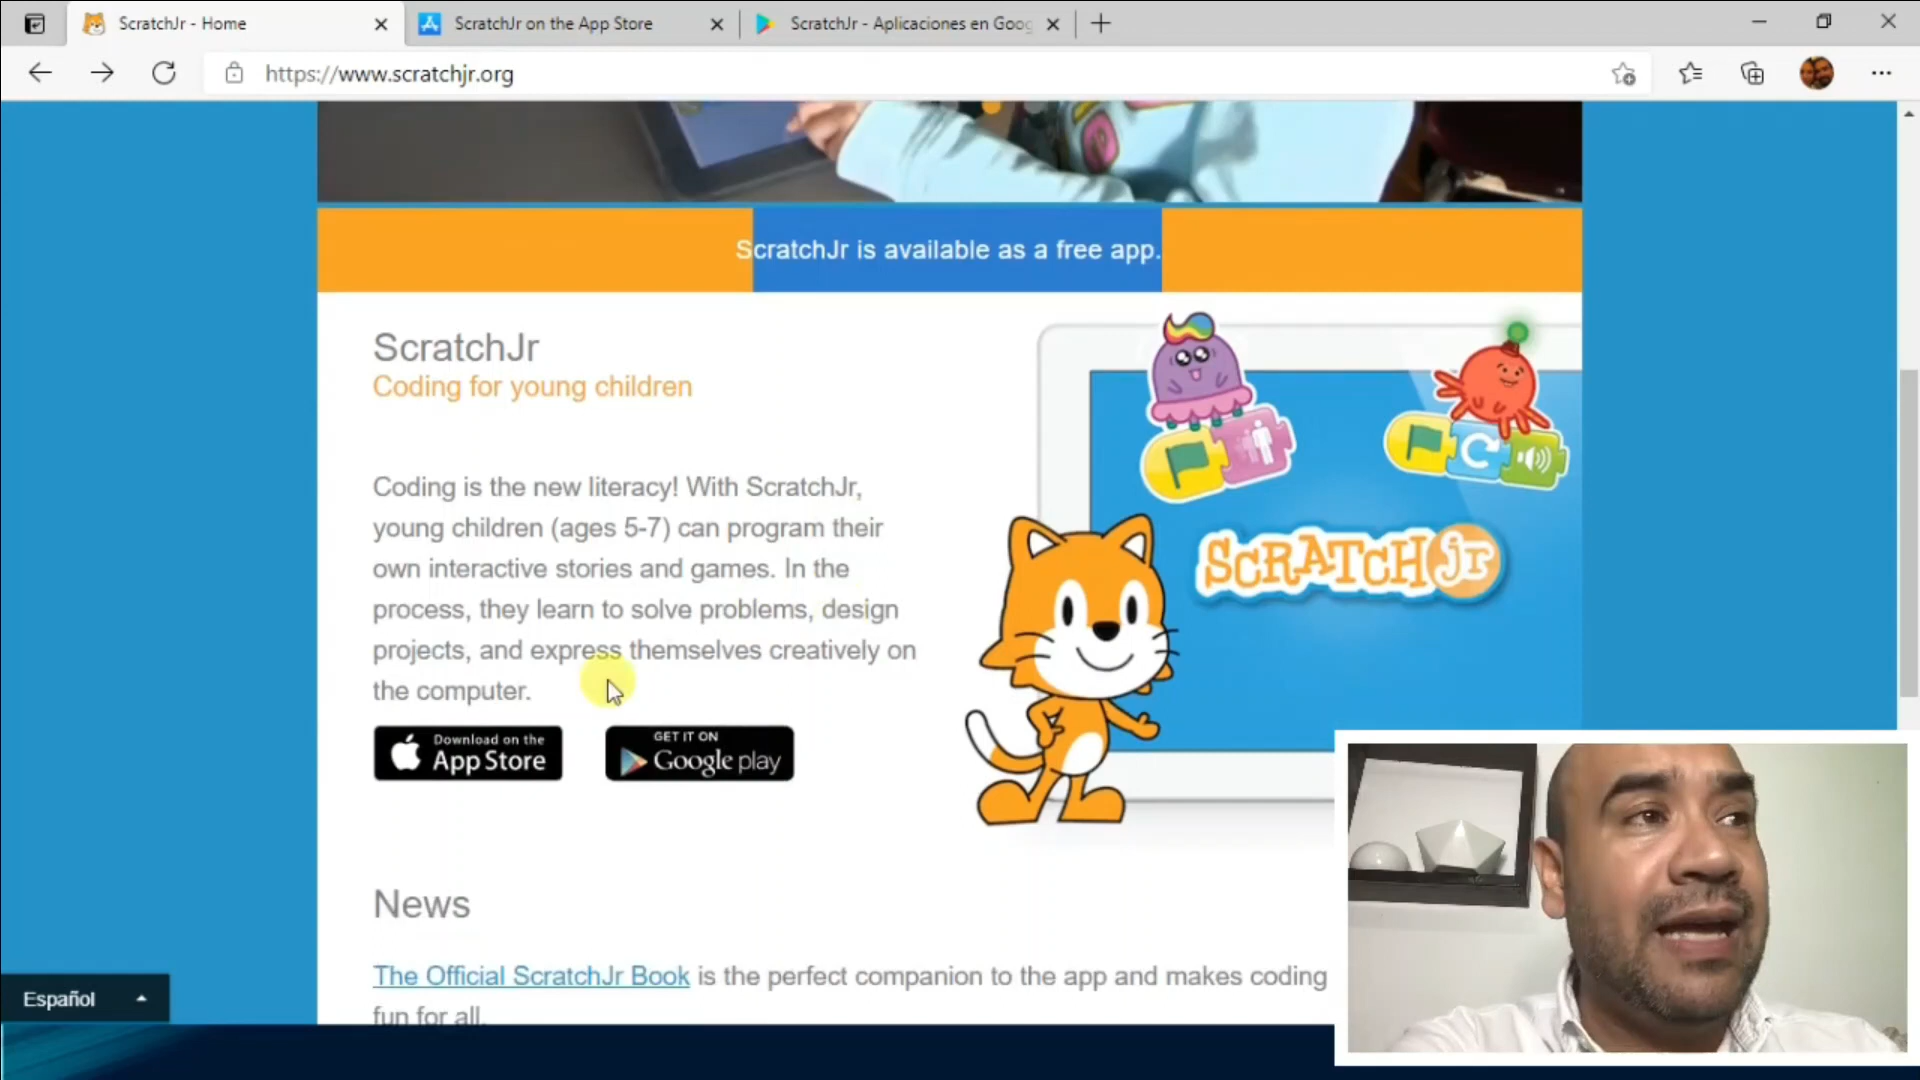 ScratchJr - Home
ScratchJr on the App Store
ScratchJr - Aplicaciones en Goog
https://www.scratchjr.org
ScratchJr is available as a free app.
ScratchJr
Coding for young children
Coding is the new literacy! With ScratchJr,
young children (ages 5-7) can program their
own interactive stories and games. In the
process, they learn to solve problems, design
projects, and express themselves creatively on
the computer.
Download on the
App Store
GET IT ON
Google play
SCRATCH jr
News
The Official ScratchJr Book is the perfect companion to the app and makes coding
fun for all.
Español